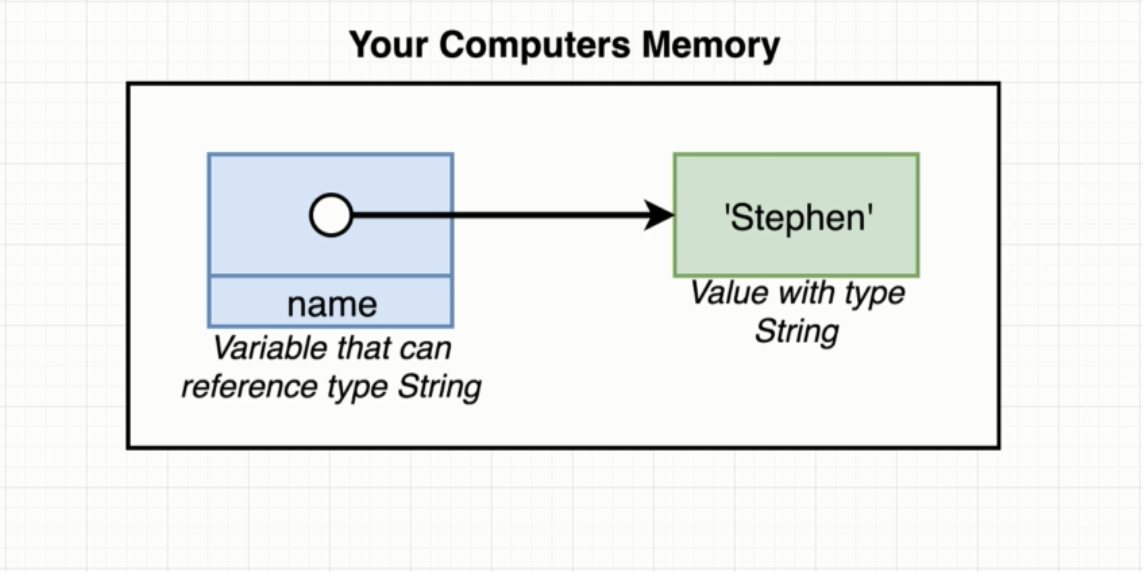 Your Computers Memory
'Stephen'
name
Value with type
String
Variable that can
reference type String